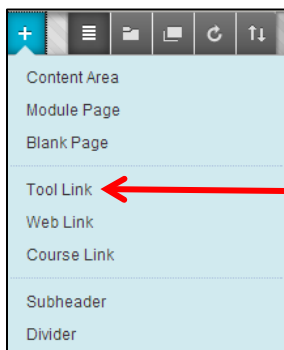 Content Area
Module Page
Blank Page
Tool Link
Web Link
Course Link
Subheader
Divider